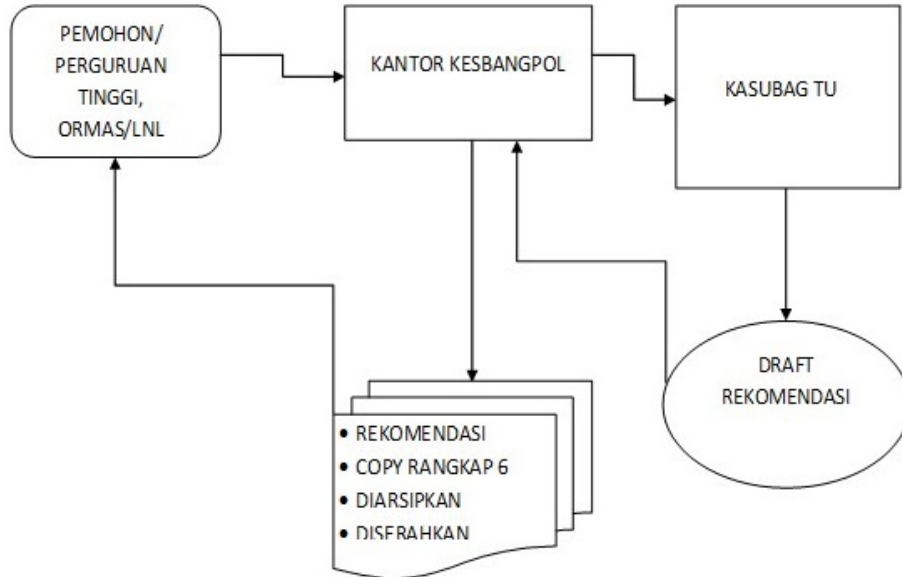 PEMOHON/
PERGURUAN
TINGGI,
ORMAS/LNL
KANTOR KESBANGPOL
KASUBAG TU
DRAFT
REKOMENDASI
• REKOMENDASI
• COPY RANGKAP 6
• DIARSIPKAN
• DISERAHKAN